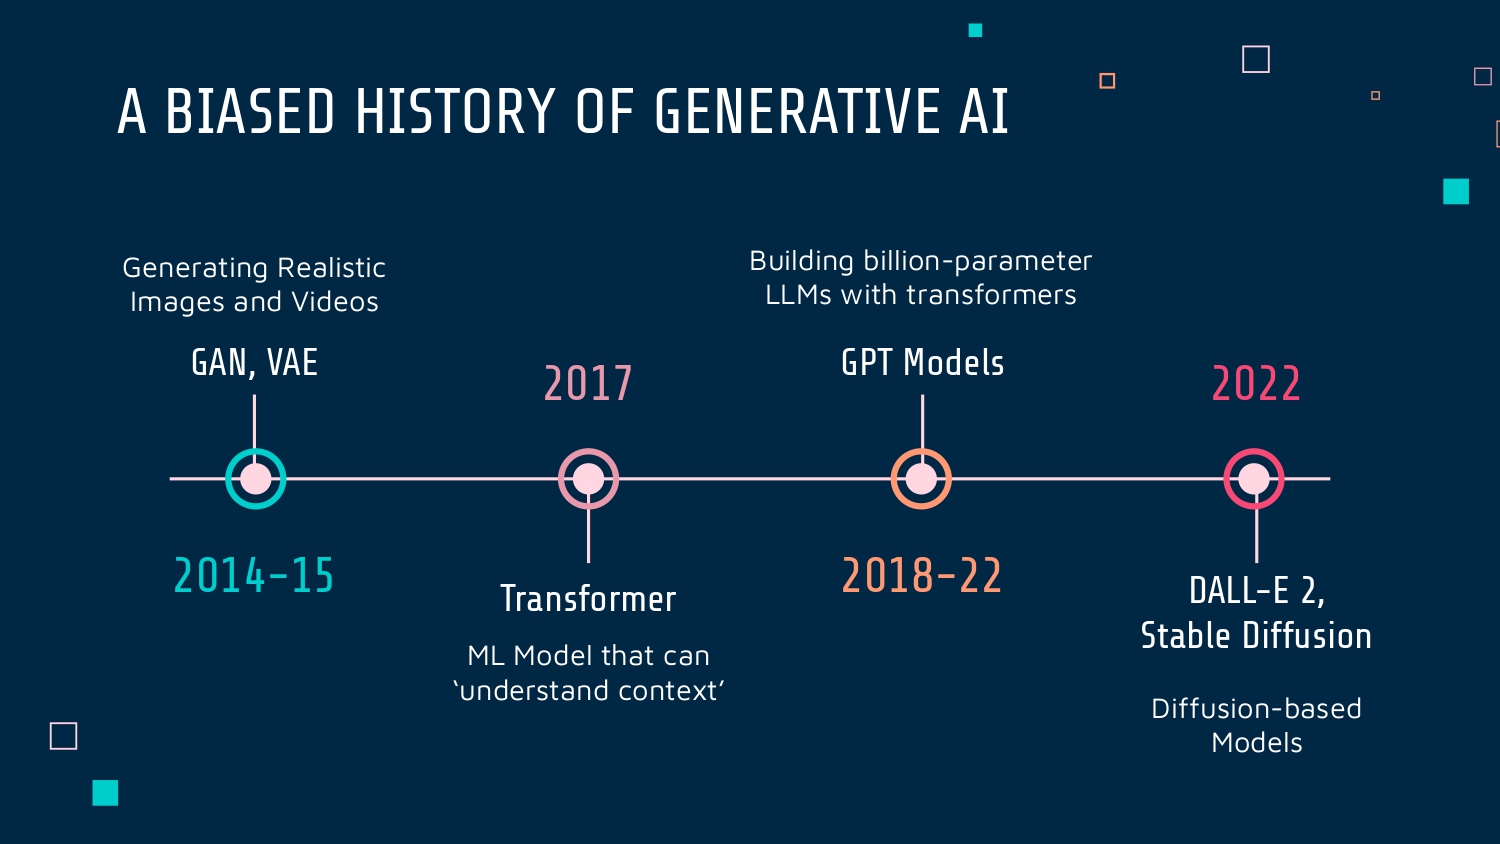 A BIASED HISTORY OF GENERATIVE AI
Generating Realistic
Images and Videos
GAN, VAE
2014-15
2017
Transformer
ML Model that can
‘understand context’
Building billion-parameter
LLMs with transformers
GPT Models
2018-22
2022
DALL-E 2,
Stable Diffusion
Diffusion-based
Models